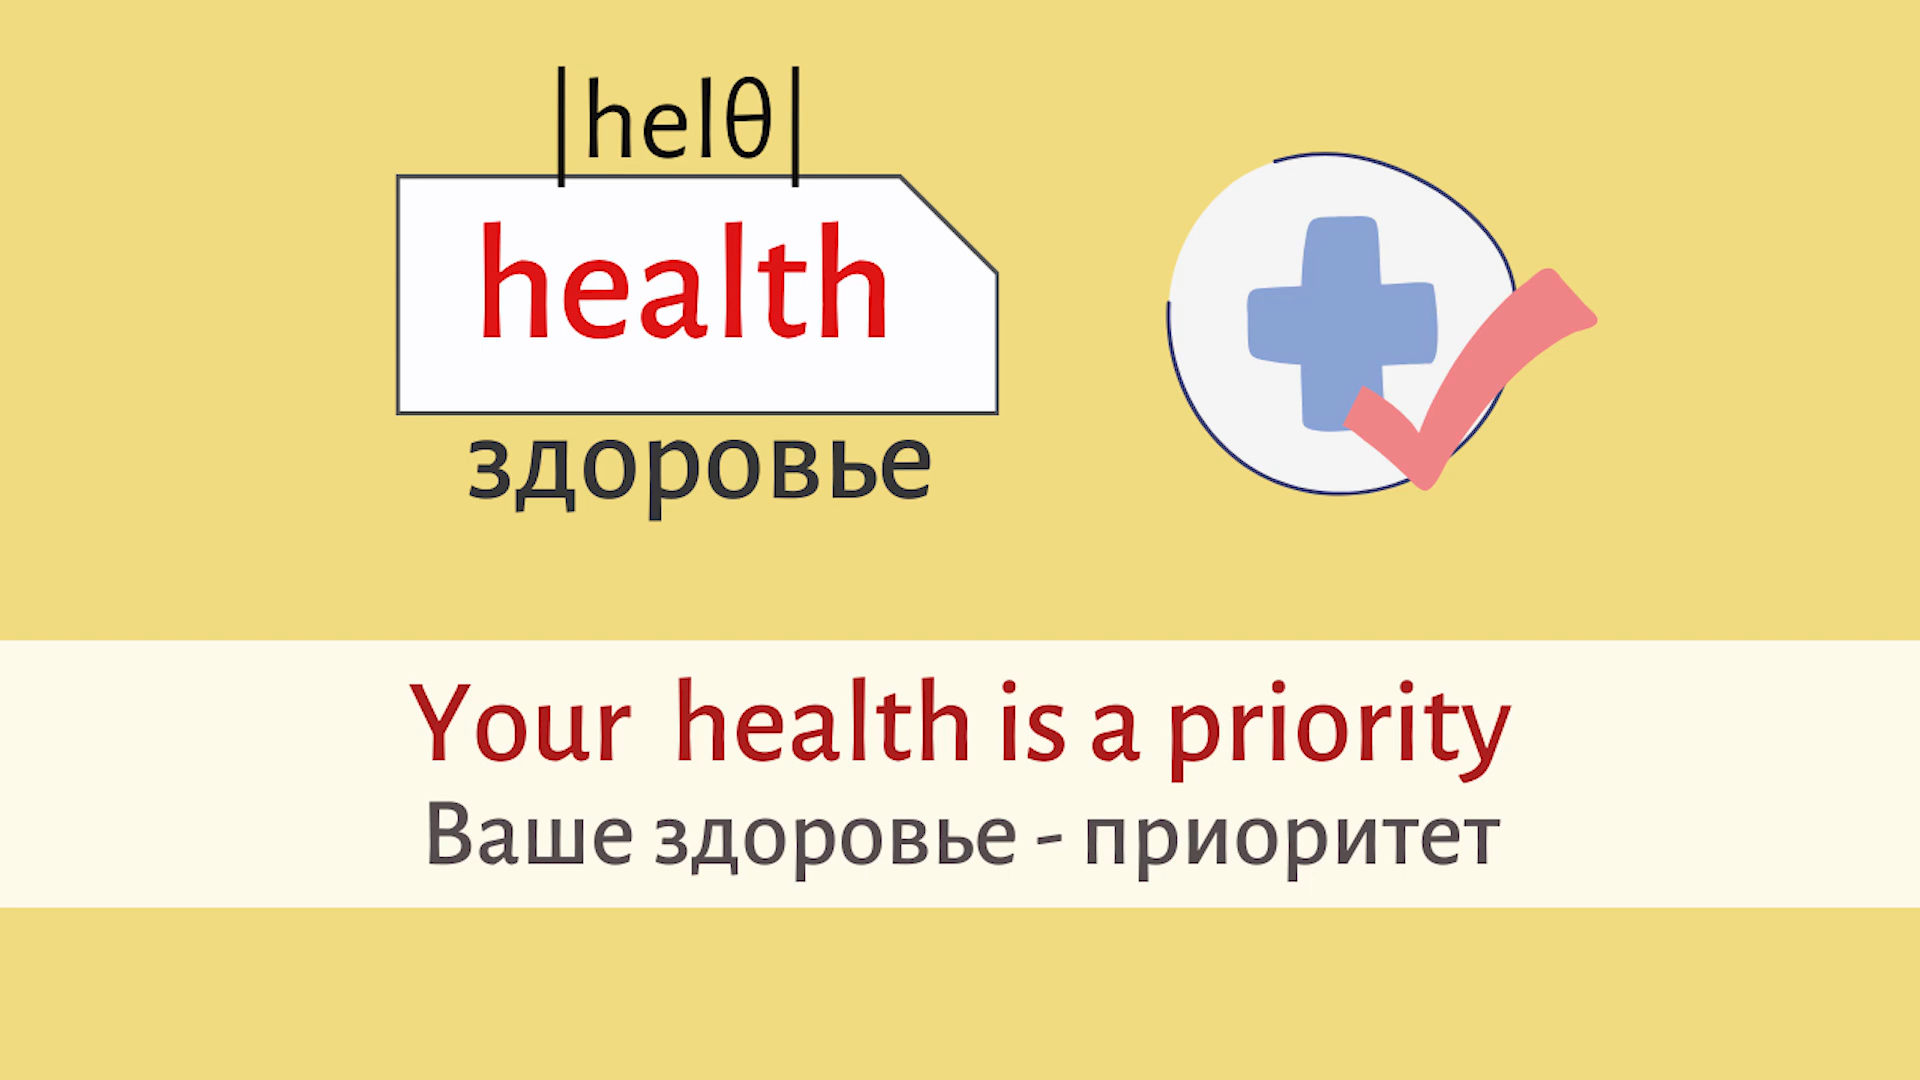 |helθ|
health
здоровье
Your health is a priority
Ваше здоровье - приоритет